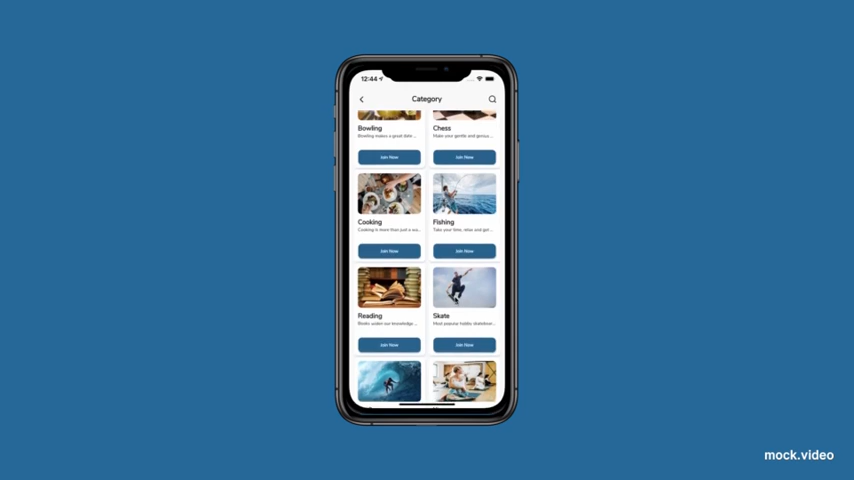 12:44
Category
Bowling
Chess
Bowling makes a great date ...
Make your gentle and genius ...
Join Now
Join Now
Cooking
Fishing
Cooking is more than just a wa...
Take your time, relax and get ...
Join Now
Join Now
Reading
Skate
Books widen our knowledge ...
Most popular hobby skateboar...
Join Now
Join Now
mock.video